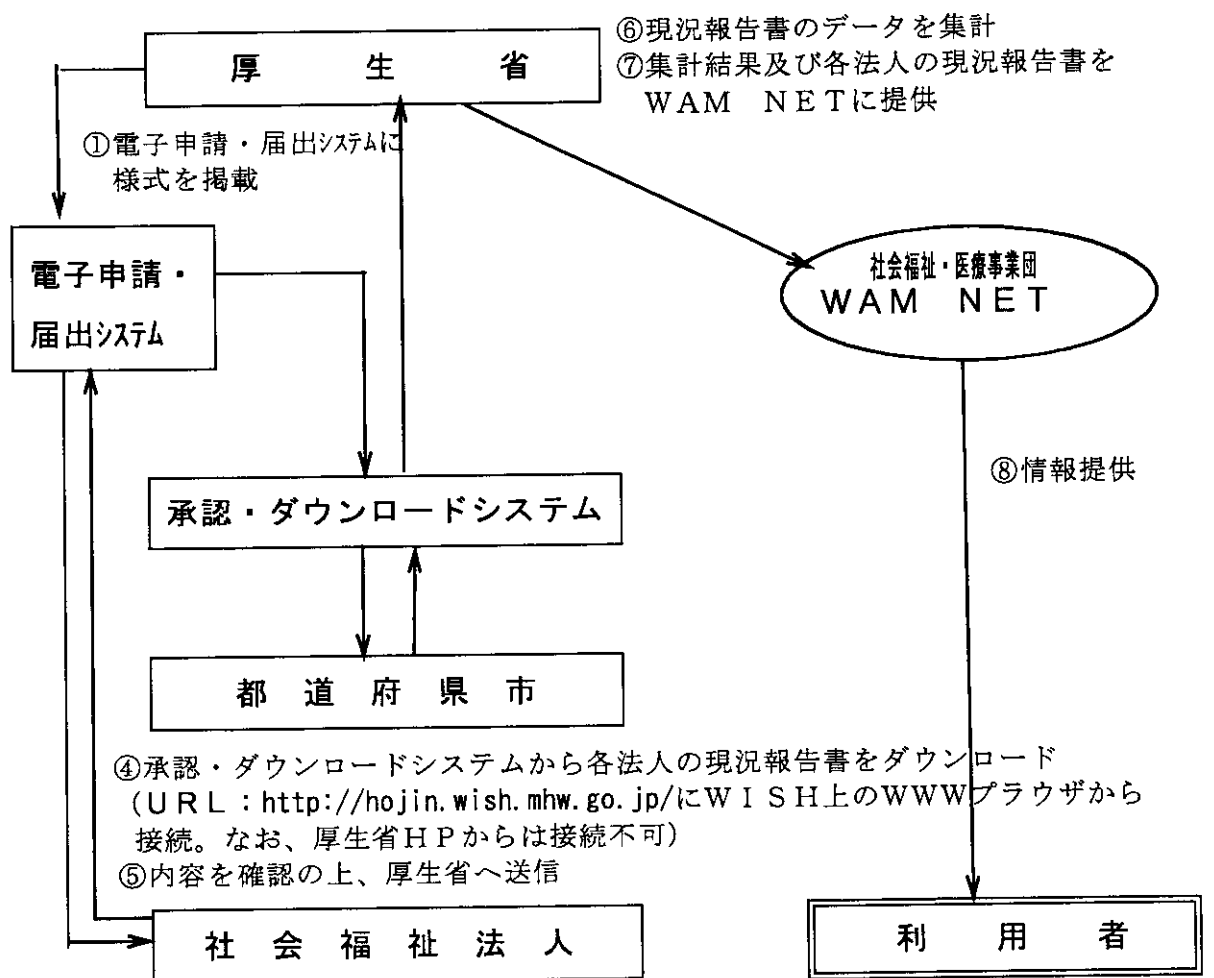 厚生省
⑥現況報告書のデータを集計
⑦集計結果及び各法人の現況報告書を
WAM NETに提供
①電子申請・届出システムに
様式を掲載
電子申請・
届出システム
社会福祉・医療事業団
WAM NET
⑧情報提供
承認・ダウンロードシステム
都道府県市
④承認・ダウンロードシステムから各法人の現況報告書をダウンロード
(URL:http://hojin.wish.mhw.go.jp/にWISH上のWWWブラウザから
接続。なお、厚生省HPからは接続不可)
⑤内容を確認の上、厚生省へ送信
社会福祉法人
利用者